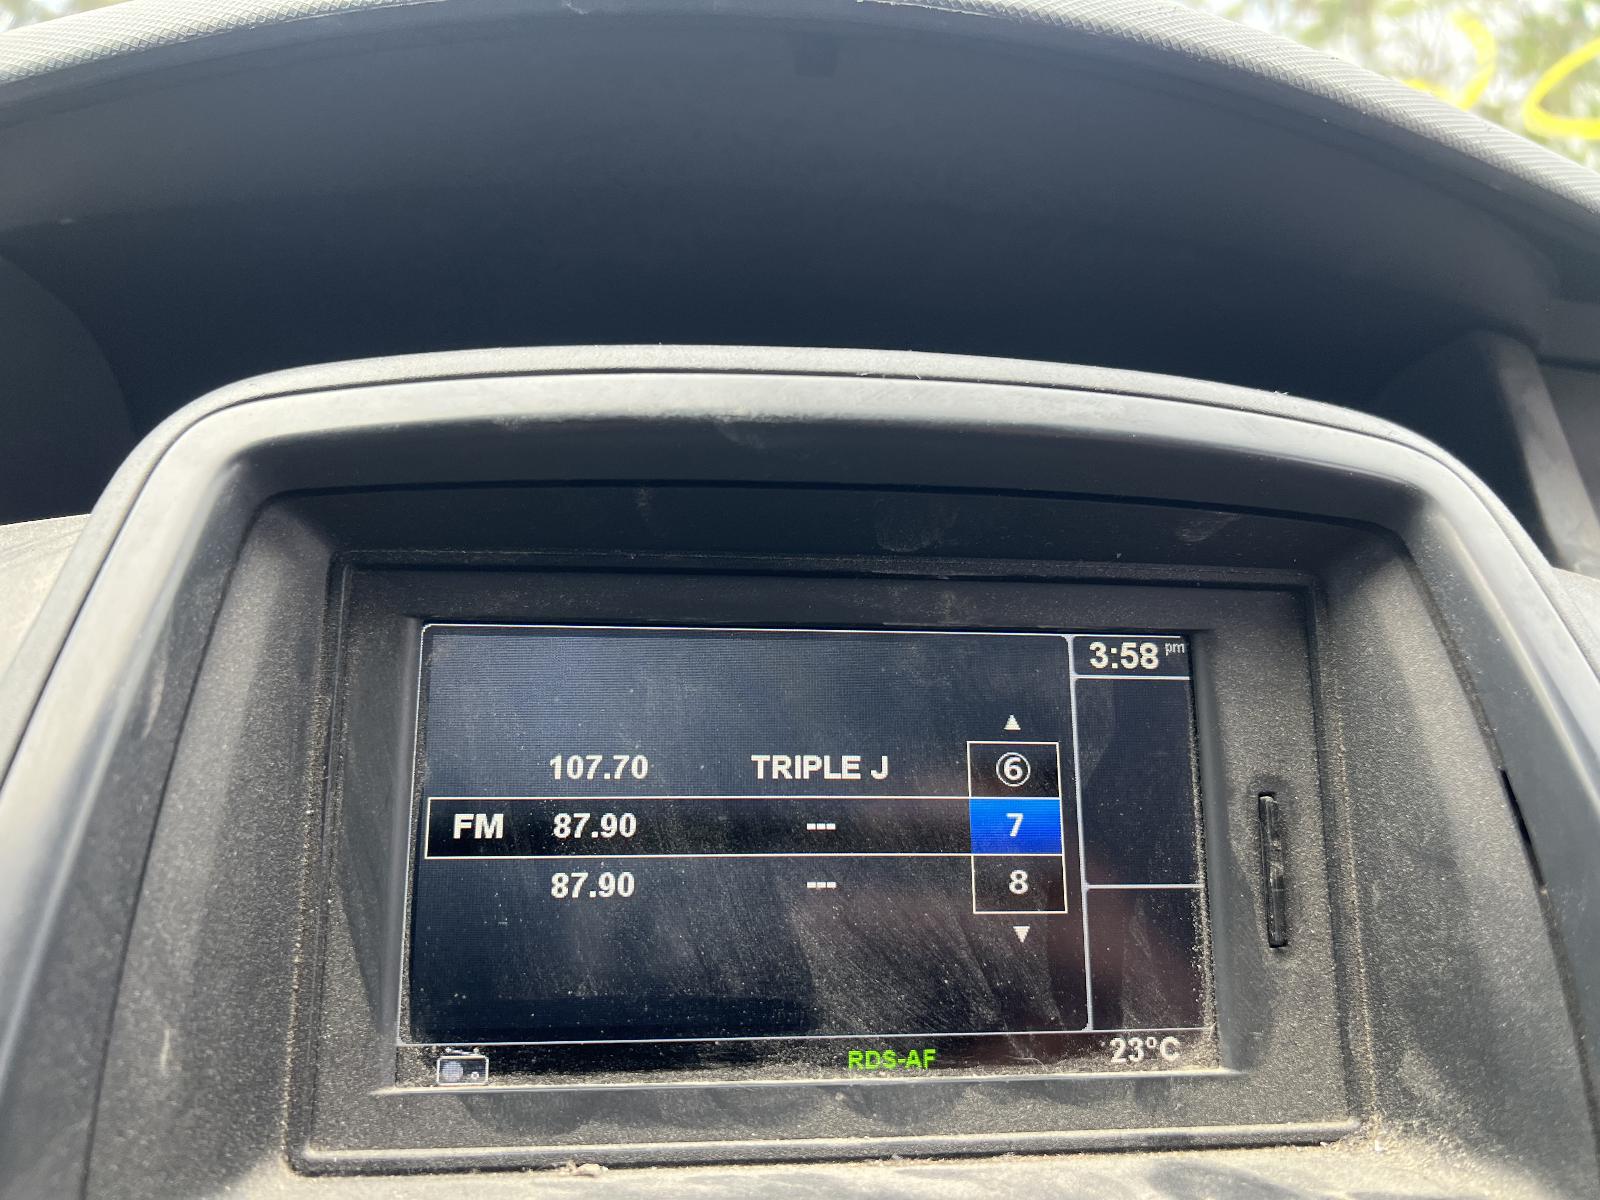 3:58 pm
107.70 TRIPLE J 6
FM 87.90 --- 7
87.90 --- 8
RDS-AF 23°C